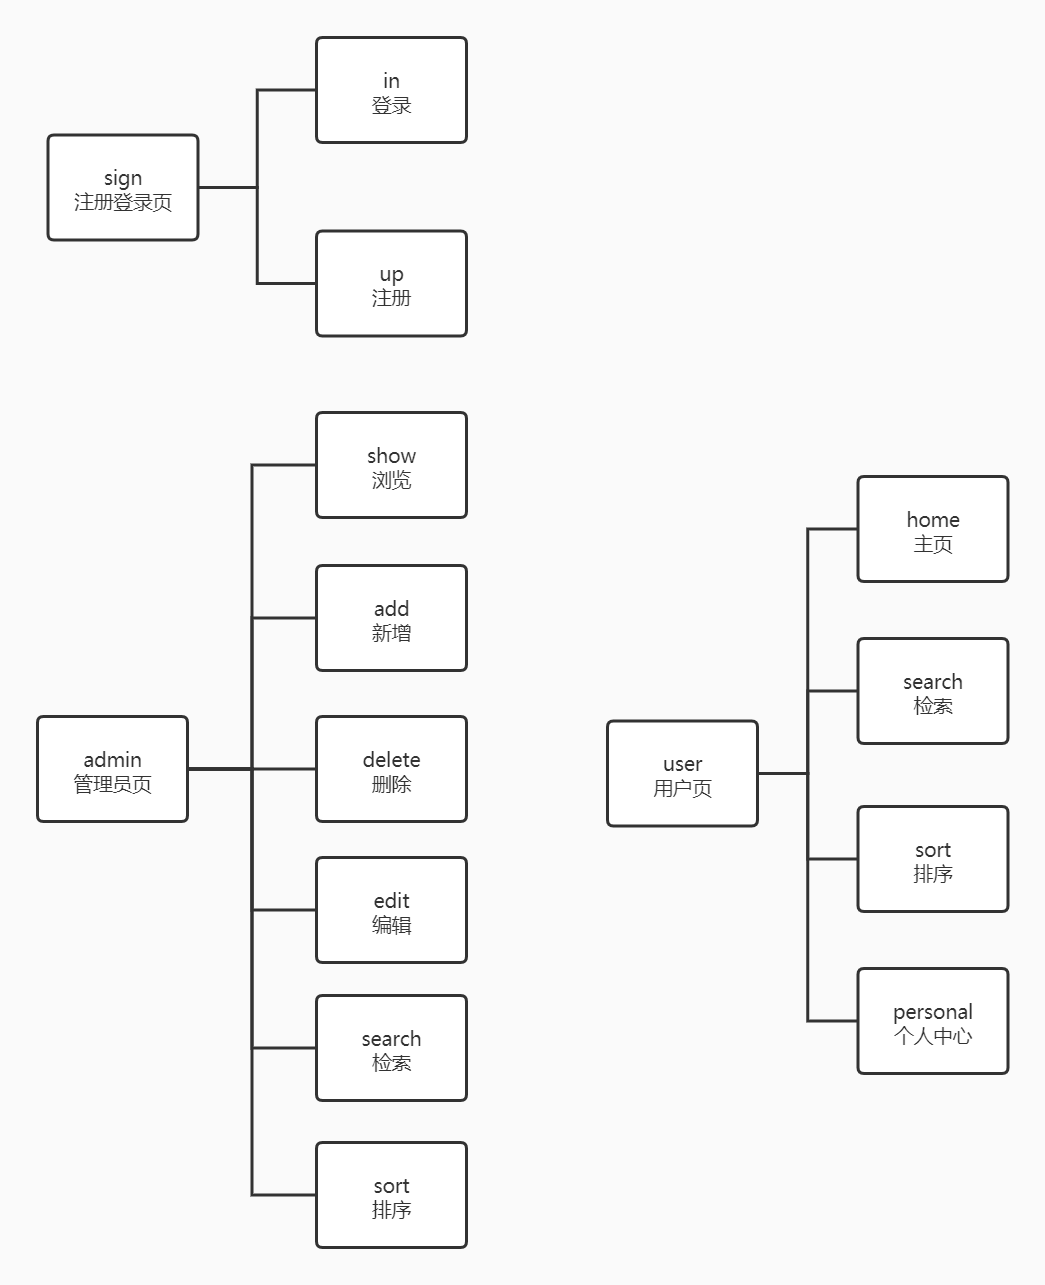 sign
注册登录页
in
登录
up
注册
admin
管理员页
show
浏览
add
新增
delete
删除
edit
编辑
search
检索
sort
排序
user
用户页
home
主页
search
检索
sort
排序
personal
个人中心